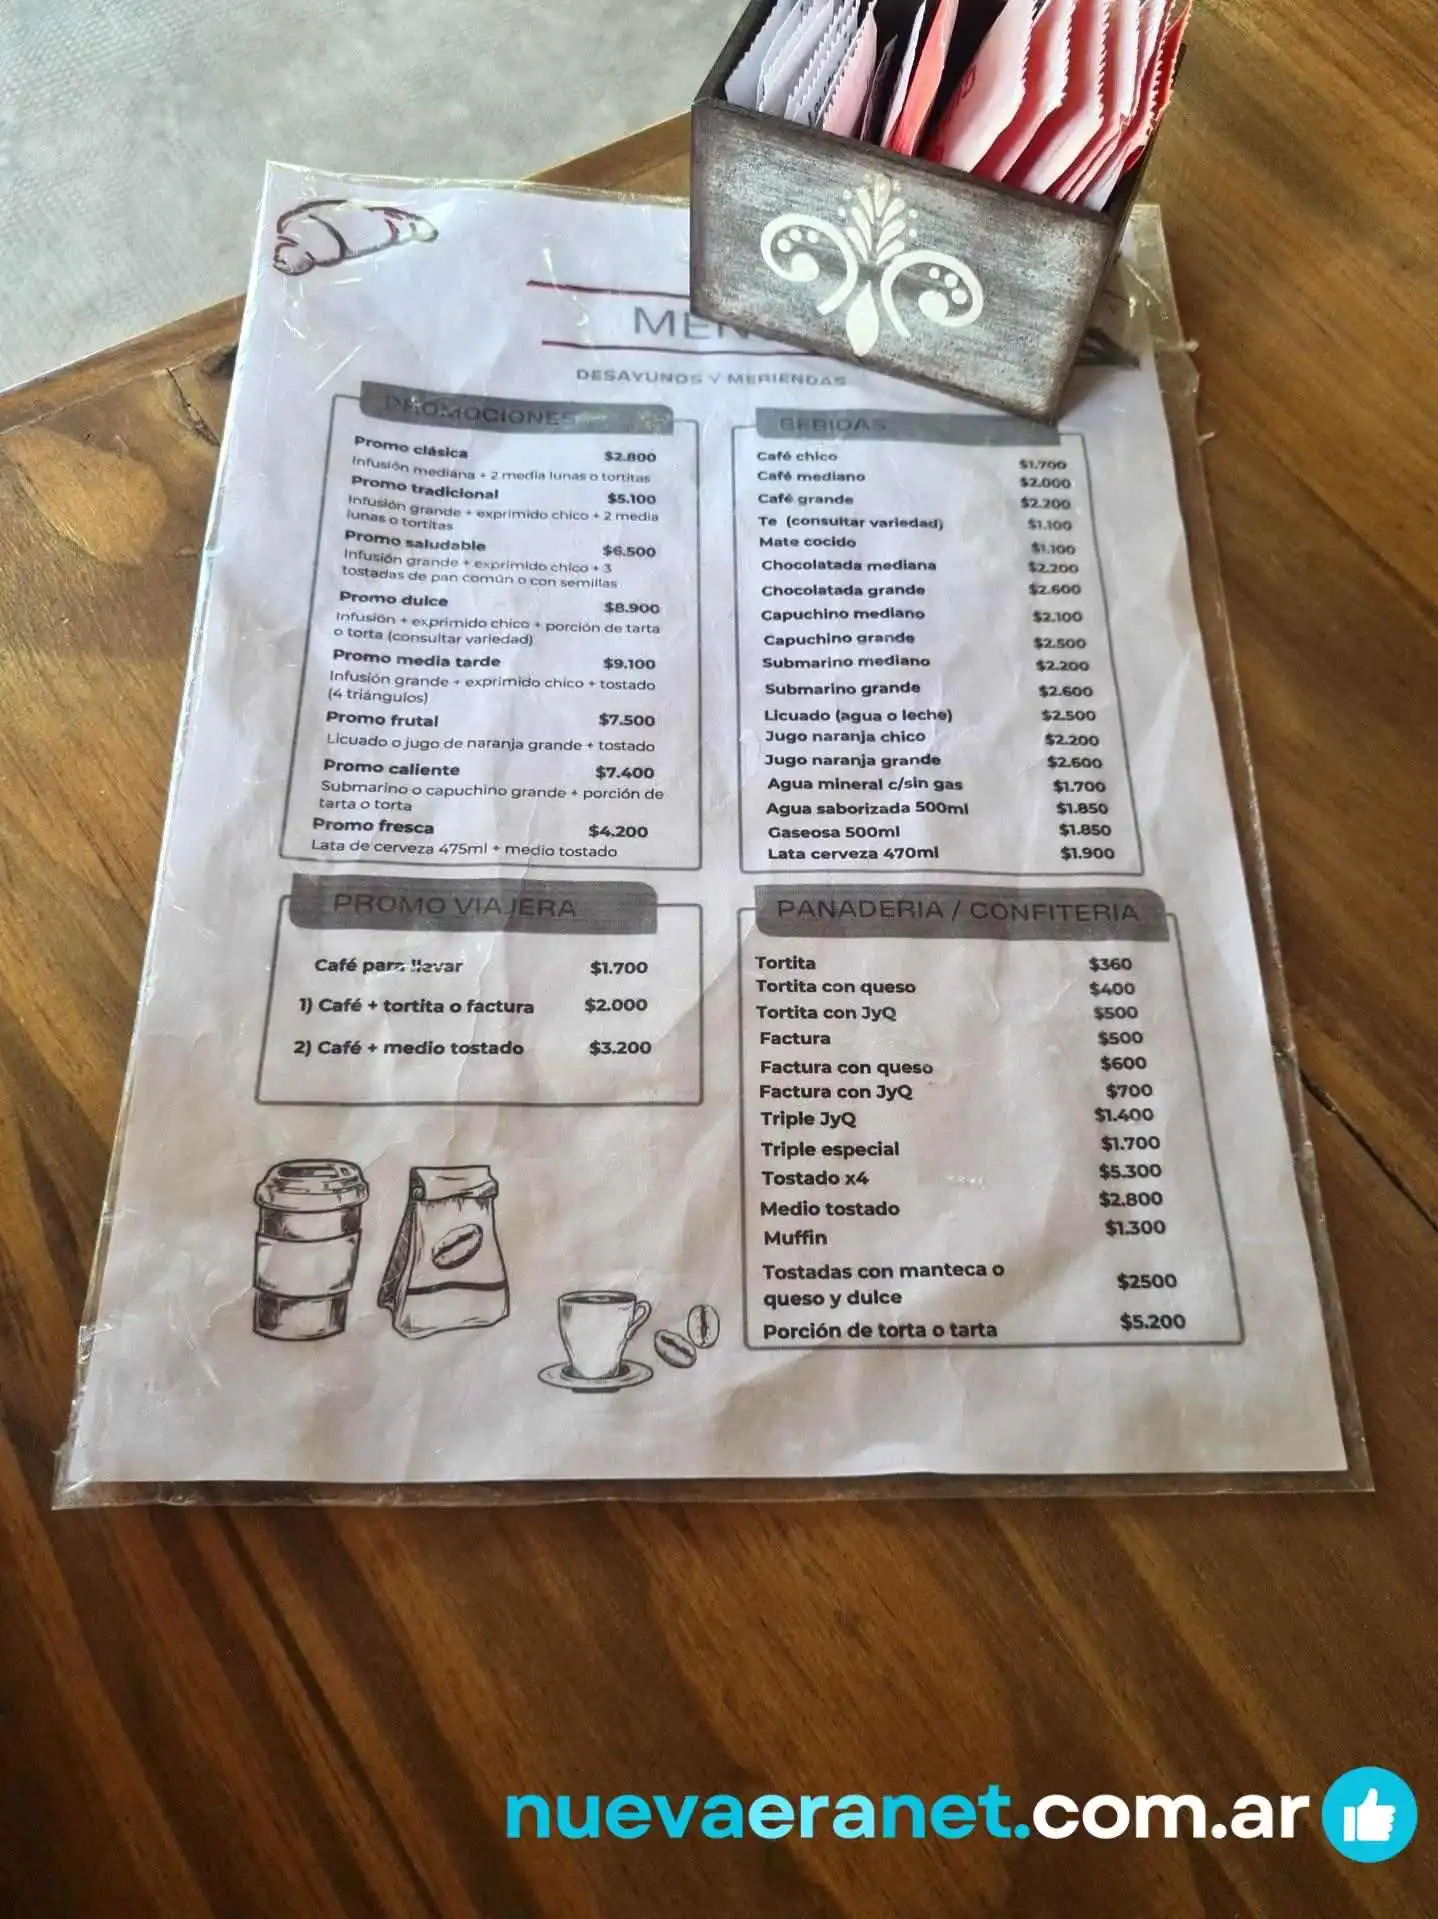 DESAYUNOS Y MERIENDAS
PROMOCIONES
Promo clásica $2.800
Infusión mediana + 2 media lunas o tortitas
Promo tradicional $5.100
Infusión grande + exprimido chico + 2 media
lunas o tortitas
Promo saludable $6.500
Infusión grande + exprimido chico + 3
tostadas de pan común o con semillas
Promo dulce $8.900
Infusión + exprimido chico + porción de tarta
o torta (consultar variedad)
Promo media tarde $9.100
Infusión grande + exprimido chico + tostado
(4 triángulos)
Promo frutal $7.500
Licuado o jugo de naranja grande + tostado
Promo caliente $7.400
Submarino o capuchino grande + porción de
tarta o torta
Promo fresca $4.200
Lata de cerveza 475ml + medio tostado
PROMO VIAJERA
Café para llevar $1.700
1) Café + tortita o factura $2.000
2) Café + medio tostado $3.200
BEBIDAS
Café chico $1.700
Café mediano $2.000
Café grande $2.200
Te (consultar variedad) $1.100
Mate cocido $1.100
Chocolatada mediana $2.200
Chocolatada grande $2.600
Capuchino mediano $2.100
Capuchino grande $2.500
Submarino mediano $2.200
Submarino grande $2.600
Licuado (agua o leche) $2.500
Jugo naranja chico $2.200
Jugo naranja grande $2.600
Agua mineral c/sin gas $1.700
Agua saborizada 500ml $1.850
Gaseosa 500ml $1.850
Lata cerveza 470ml $1.900
PANADERIA / CONFITERIA
Tortita $360
Tortita con queso $400
Tortita con JyQ $500
Factura $500
Factura con queso $600
Factura con JyQ $700
Triple JyQ $1.400
Triple especial $1.700
Tostado x4 $5.300
Medio tostado $2.800
Muffin $1.300
Tostadas con manteca o
queso y dulce $2500
Porción de torta o tarta $5.200
nuevaeranet.com.ar